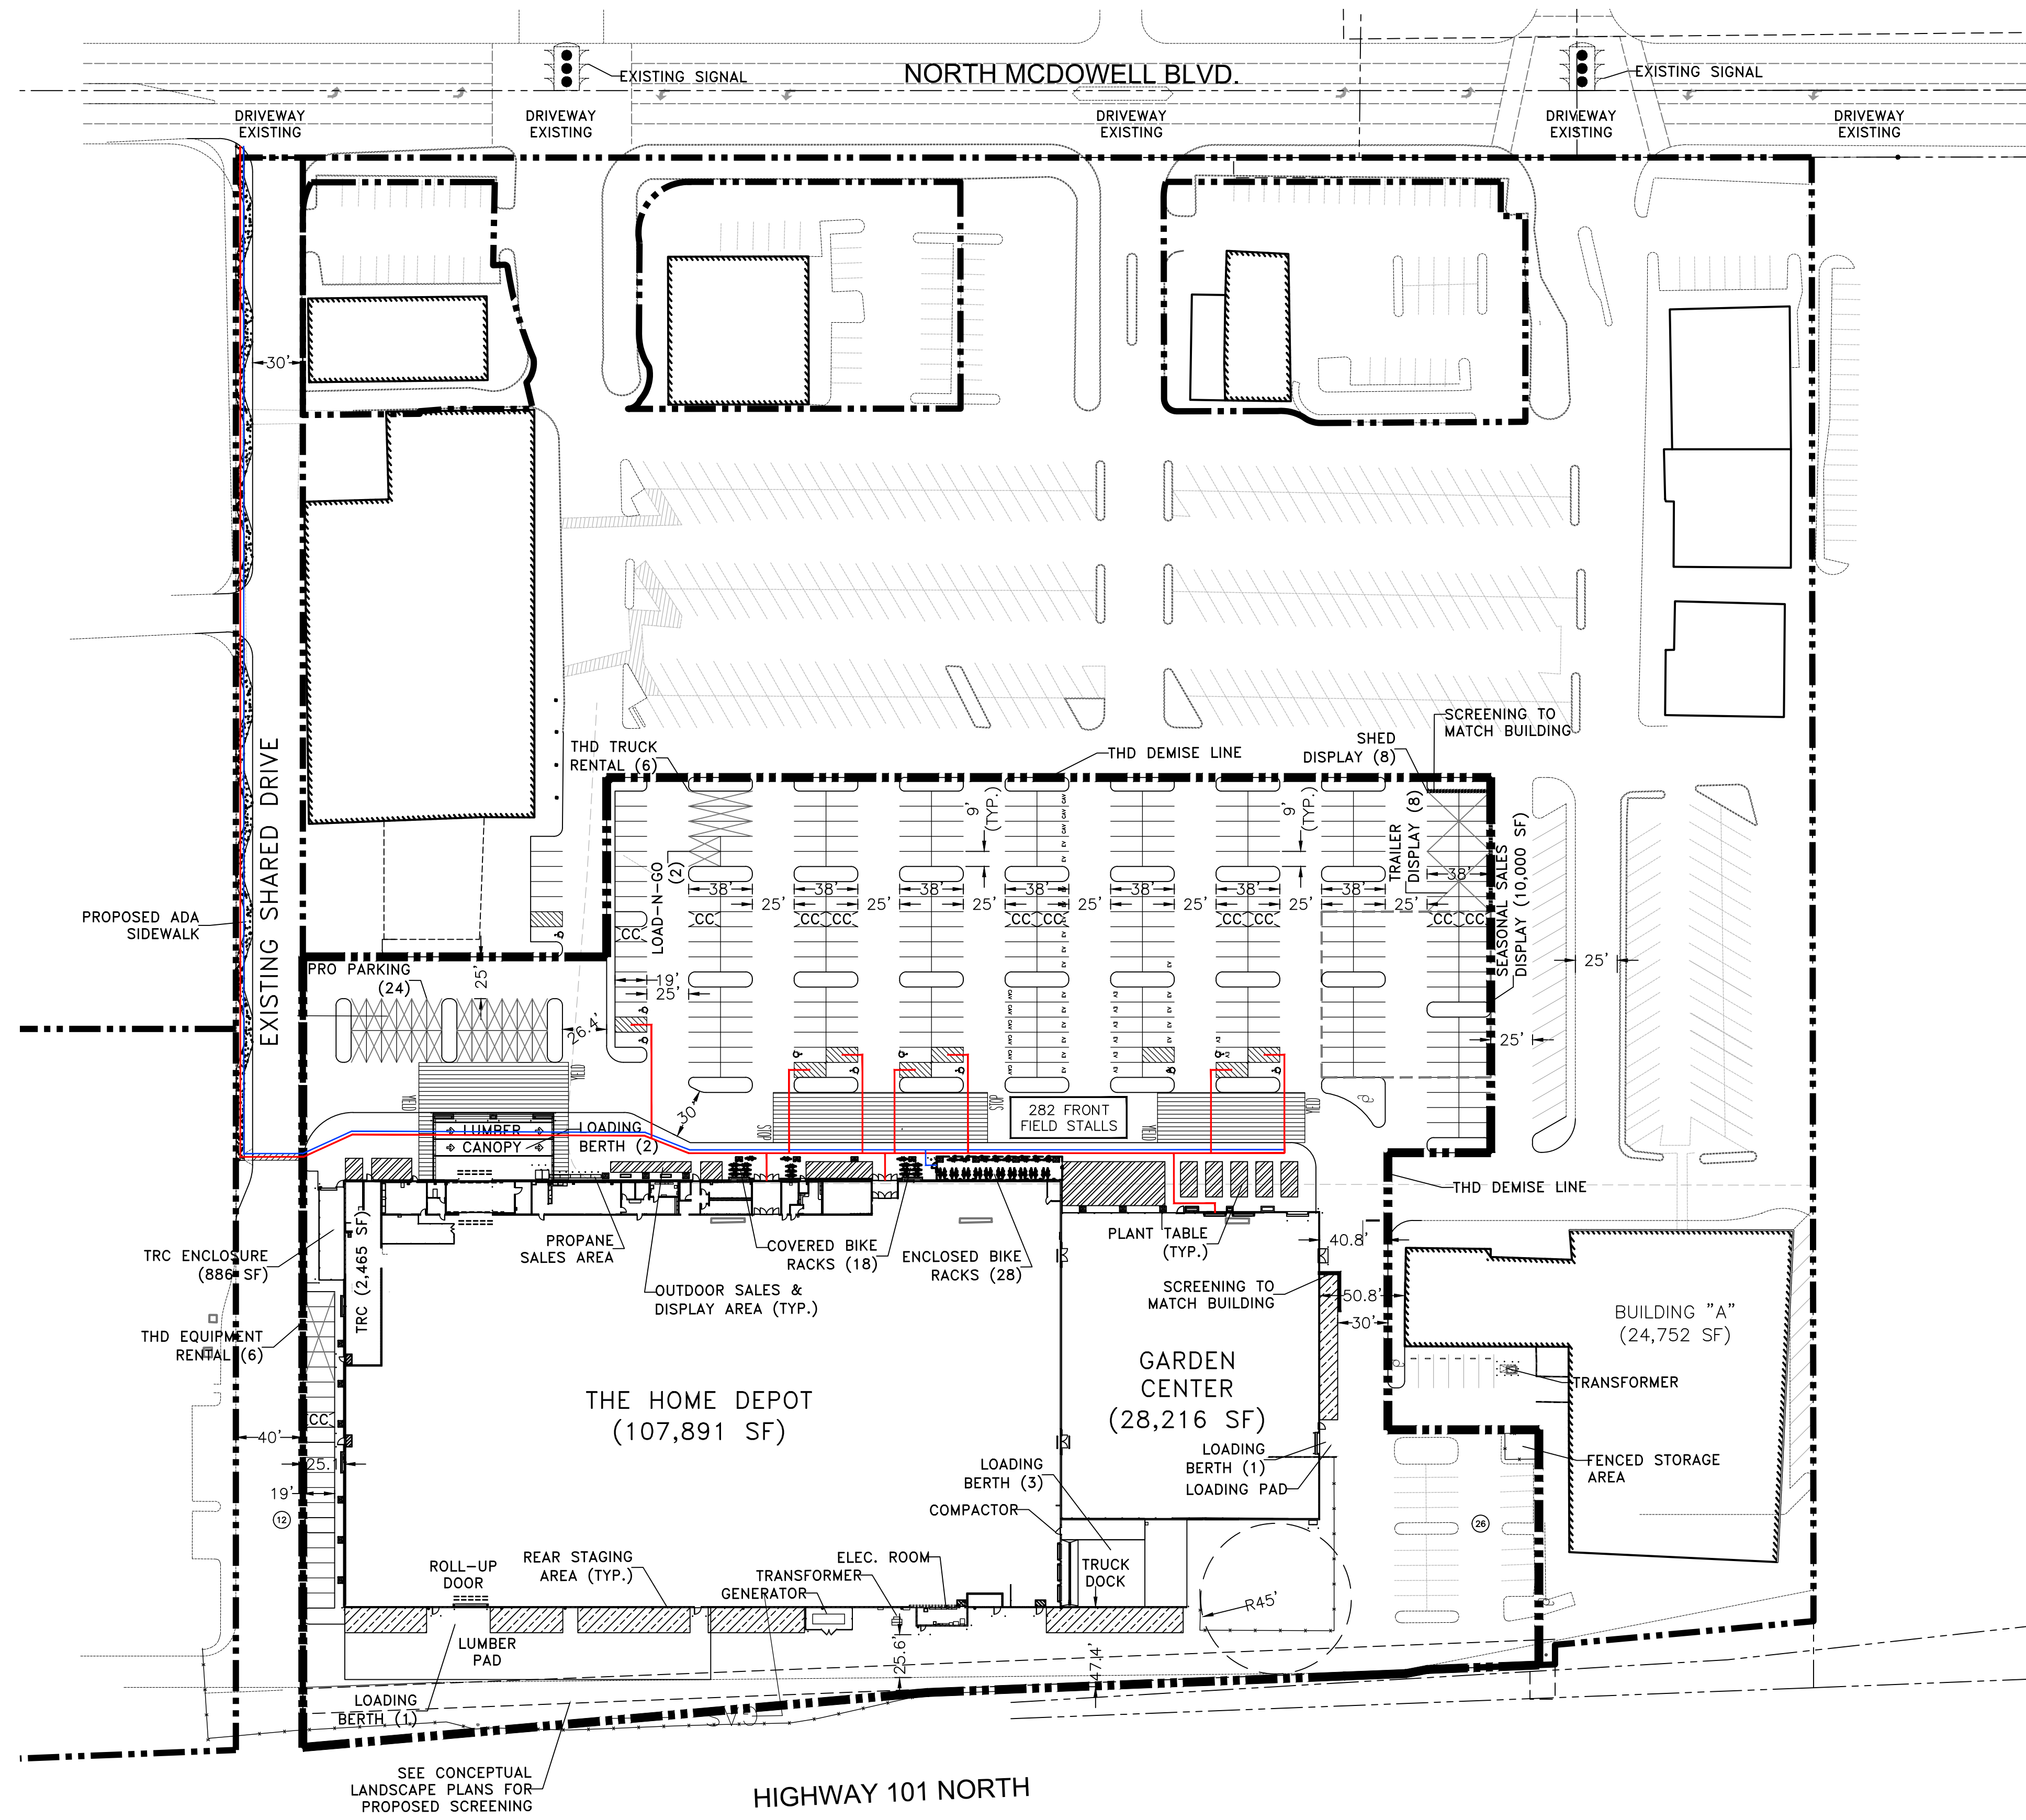 EXISTING SIGNAL
NORTH MCDOWELL BLVD.
EXISTING SIGNAL
DRIVEWAY
EXISTING
DRIVEWAY
EXISTING
DRIVEWAY
EXISTING
DRIVEWAY
EXISTING
DRIVEWAY
EXISTING
30'
SCREENING TO
MATCH BUILDING
SHED
DISPLAY (8)
THD TRUCK
RENTAL (6)
THD DEMISE LINE
9'
(TYP.)
9'
(TYP.)
TRAILER
DISPLAY (8)
SEASONAL SALES
DISPLAY (10,000 SF)
LOAD-N-GO
(2)
EXISTING SHARED DRIVE
PROPOSED ADA
SIDEWALK
38'
38'
38'
38'
38'
38'
38'
38'
25'
25'
25'
25'
25'
25'
25'
CC
CC
CC CC
CC CC
CC CC
CC CC
PRO PARKING
(24)
25'
19'
25'
26.4'
25'
25'
YIELD
YIELD
STOP
STOP
YIELD
YIELD
30'
282 FRONT
FIELD STALLS
LUMBER
CANOPY
LOADING
BERTH (2)
THD DEMISE LINE
TRC ENCLOSURE
(886 SF)
TRC (2,465 SF)
PROPANE
SALES AREA
COVERED BIKE
RACKS (18)
ENCLOSED BIKE
RACKS (28)
PLANT TABLE
(TYP.)
40.8'
OUTDOOR SALES &
DISPLAY AREA (TYP.)
SCREENING TO
MATCH BUILDING
50.8'
30'
BUILDING "A"
(24,752 SF)
THD EQUIPMENT
RENTAL (6)
TRANSFORMER
THE HOME DEPOT
(107,891 SF)
GARDEN
CENTER
(28,216 SF)
CC
40'
25.1'
19'
12
LOADING
BERTH (1)
LOADING PAD
LOADING
BERTH (3)
COMPACTOR
FENCED STORAGE
AREA
26
ROLL-UP
DOOR
REAR STAGING
AREA (TYP.)
ELEC. ROOM
TRANSFORMER
GENERATOR
TRUCK
DOCK
R45'
LUMBER
PAD
25.6'
47.4'
LOADING
BERTH (1)
SEE CONCEPTUAL
LANDSCAPE PLANS FOR
PROPOSED SCREENING
HIGHWAY 101 NORTH